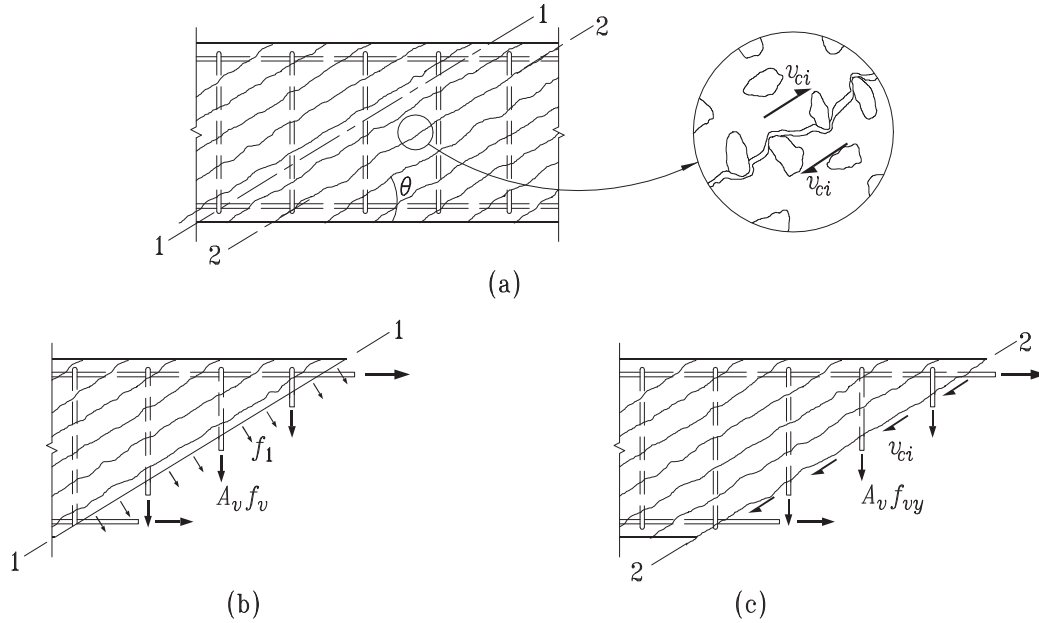 1
2
v_ci
v_ci
θ
1
2
(a)
1
f_1
A_v f_v
1
(b)
2
v_ci
A_v f_vy
2
(c)